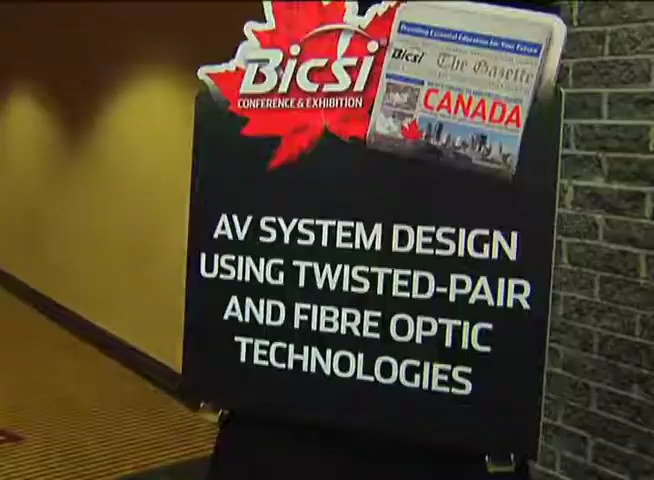 Bicsi
CONFERENCE & EXHIBITION
Providing Essential Education for Your Future
Bicsi
The Gazette
CANADA
AV SYSTEM DESIGN
USING TWISTED-PAIR
AND FIBRE OPTIC
TECHNOLOGIES